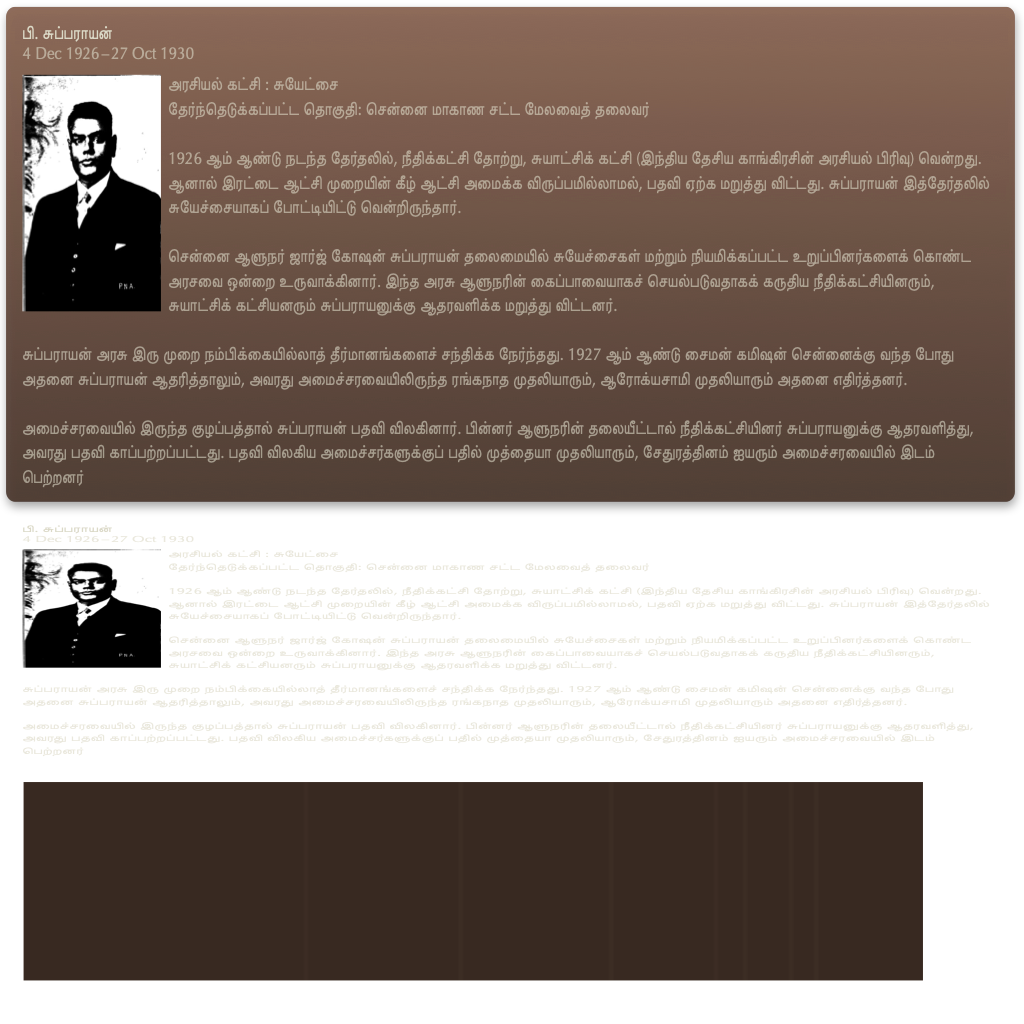 பி. சுப்பராயன்
4 Dec 1926–27 Oct 1930
அரசியல் கட்சி : சுயேட்சை
தேர்ந்தெடுக்கப்பட்ட தொகுதி: சென்னை மாகாண சட்ட மேலவைத் தலைவர்
1926 ஆம் ஆண்டு நடந்த தேர்தலில், நீதிக்கட்சி தோற்று, சுயாட்சிக் கட்சி (இந்திய தேசிய காங்கிரசின் அரசியல் பிரிவு) வென்றது.
ஆனால் இரட்டை ஆட்சி முறையின் கீழ் ஆட்சி அமைக்க விருப்பமில்லாமல், பதவி ஏற்க மறுத்து விட்டது. சுப்பராயன் இத்தேர்தலில்
சுயேச்சையாகப் போட்டியிட்டு வென்றிருந்தார்.
சென்னை ஆளுநர் ஜார்ஜ் கோஷன் சுப்பராயன் தலைமையில் சுயேச்சைகள் மற்றும் நியமிக்கப்பட்ட உறுப்பினர்களைக் கொண்ட
அரசவை ஒன்றை உருவாக்கினார். இந்த அரசு ஆளுநரின் கைப்பாவையாகச் செயல்படுவதாகக் கருதிய நீதிக்கட்சியினரும்,
சுயாட்சிக் கட்சியனரும் சுப்பராயனுக்கு ஆதரவளிக்க மறுத்து விட்டனர்.
சுப்பராயன் அரசு இரு முறை நம்பிக்கையில்லாத் தீர்மானங்களைச் சந்திக்க நேர்ந்தது. 1927 ஆம் ஆண்டு சைமன் கமிஷன் சென்னைக்கு வந்த போது
அதனை சுப்பராயன் ஆதரித்தாலும், அவரது அமைச்சரவையிலிருந்த ரங்கநாத முதலியாரும், ஆரோக்யசாமி முதலியாரும் அதனை எதிர்த்தனர்.
அமைச்சரவையில் இருந்த குழப்பத்தால் சுப்பராயன் பதவி விலகினார். பின்னர் ஆளுநரின் தலையீட்டால் நீதிக்கட்சியினர் சுப்பராயனுக்கு ஆதரவளித்து,
அவரது பதவி காப்பற்றப்பட்டது. பதவி விலகிய அமைச்சர்களுக்குப் பதில் முத்தையா முதலியாரும், சேதுரத்தினம் ஐயரும் அமைச்சரவையில் இடம்
பெற்றனர்
PNA
பி. சுப்பராயன்
4 Dec 1926–27 Oct 1930
அரசியல் கட்சி : சுயேட்சை
தேர்ந்தெடுக்கப்பட்ட தொகுதி: சென்னை மாகாண சட்ட மேலவைத் தலைவர்
1926 ஆம் ஆண்டு நடந்த தேர்தலில், நீதிக்கட்சி தோற்று, சுயாட்சிக் கட்சி (இந்திய தேசிய காங்கிரசின் அரசியல் பிரிவு) வென்றது.
ஆனால் இரட்டை ஆட்சி முறையின் கீழ் ஆட்சி அமைக்க விருப்பமில்லாமல், பதவி ஏற்க மறுத்து விட்டது. சுப்பராயன் இத்தேர்தலில்
சுயேச்சையாகப் போட்டியிட்டு வென்றிருந்தார்.
சென்னை ஆளுநர் ஜார்ஜ் கோஷன் சுப்பராயன் தலைமையில் சுயேச்சைகள் மற்றும் நியமிக்கப்பட்ட உறுப்பினர்களைக் கொண்ட
அரசவை ஒன்றை உருவாக்கினார். இந்த அரசு ஆளுநரின் கைப்பாவையாகச் செயல்படுவதாகக் கருதிய நீதிக்கட்சியினரும்,
சுயாட்சிக் கட்சியனரும் சுப்பராயனுக்கு ஆதரவளிக்க மறுத்து விட்டனர்.
சுப்பராயன் அரசு இரு முறை நம்பிக்கையில்லாத் தீர்மானங்களைச் சந்திக்க நேர்ந்தது. 1927 ஆம் ஆண்டு சைமன் கமிஷன் சென்னைக்கு வந்த போது
அதனை சுப்பராயன் ஆதரித்தாலும், அவரது அமைச்சரவையிலிருந்த ரங்கநாத முதலியாரும், ஆரோக்யசாமி முதலியாரும் அதனை எதிர்த்தனர்.
அமைச்சரவையில் இருந்த குழப்பத்தால் சுப்பராயன் பதவி விலகினார். பின்னர் ஆளுநரின் தலையீட்டால் நீதிக்கட்சியினர் சுப்பராயனுக்கு ஆதரவளித்து,
அவரது பதவி காப்பற்றப்பட்டது. பதவி விலகிய அமைச்சர்களுக்குப் பதில் முத்தையா முதலியாரும், சேதுரத்தினம் ஐயரும் அமைச்சரவையில் இடம்
பெற்றனர்
PNA